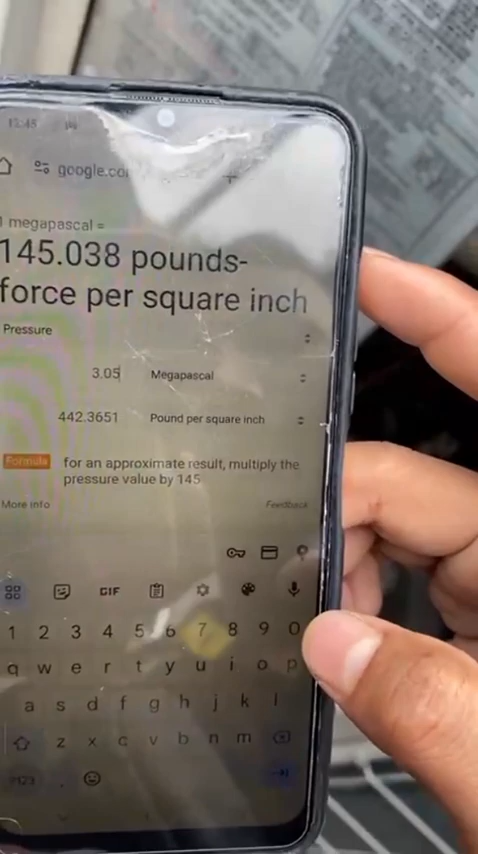 12:45
google.co
1 megapascal =
145.038 pounds-
force per square inch
Pressure
3.05 Megapascal
442.3651 Pound per square inch
Formula for an approximate result, multiply the
pressure value by 145
More info Feedback
GIF
1 2 3 4 5 6 7 8 9 0
q w e r t y u i o p
a s d f g h j k l
z x c v b n m
?123 .